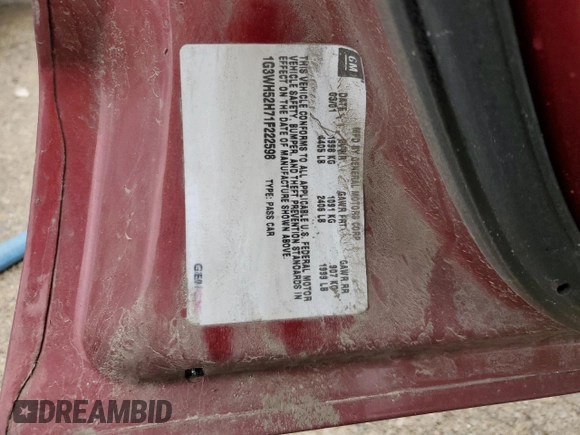 GM
MFD BY GENERAL MOTORS CORP
DATE GVWR GAWR FRT GAWR RR
03/01 1998 KG 1091 KG 907 KG
4405 LB 2406 LB 1999 LB
THIS VEHICLE CONFORMS TO ALL APPLICABLE U.S. FEDERAL MOTOR
VEHICLE SAFETY, BUMPER, AND THEFT PREVENTION STANDARDS IN
EFFECT ON THE DATE OF MANUFACTURE SHOWN ABOVE.
1G3WH52H71F222598 TYPE: PASS CAR
DREAMBID